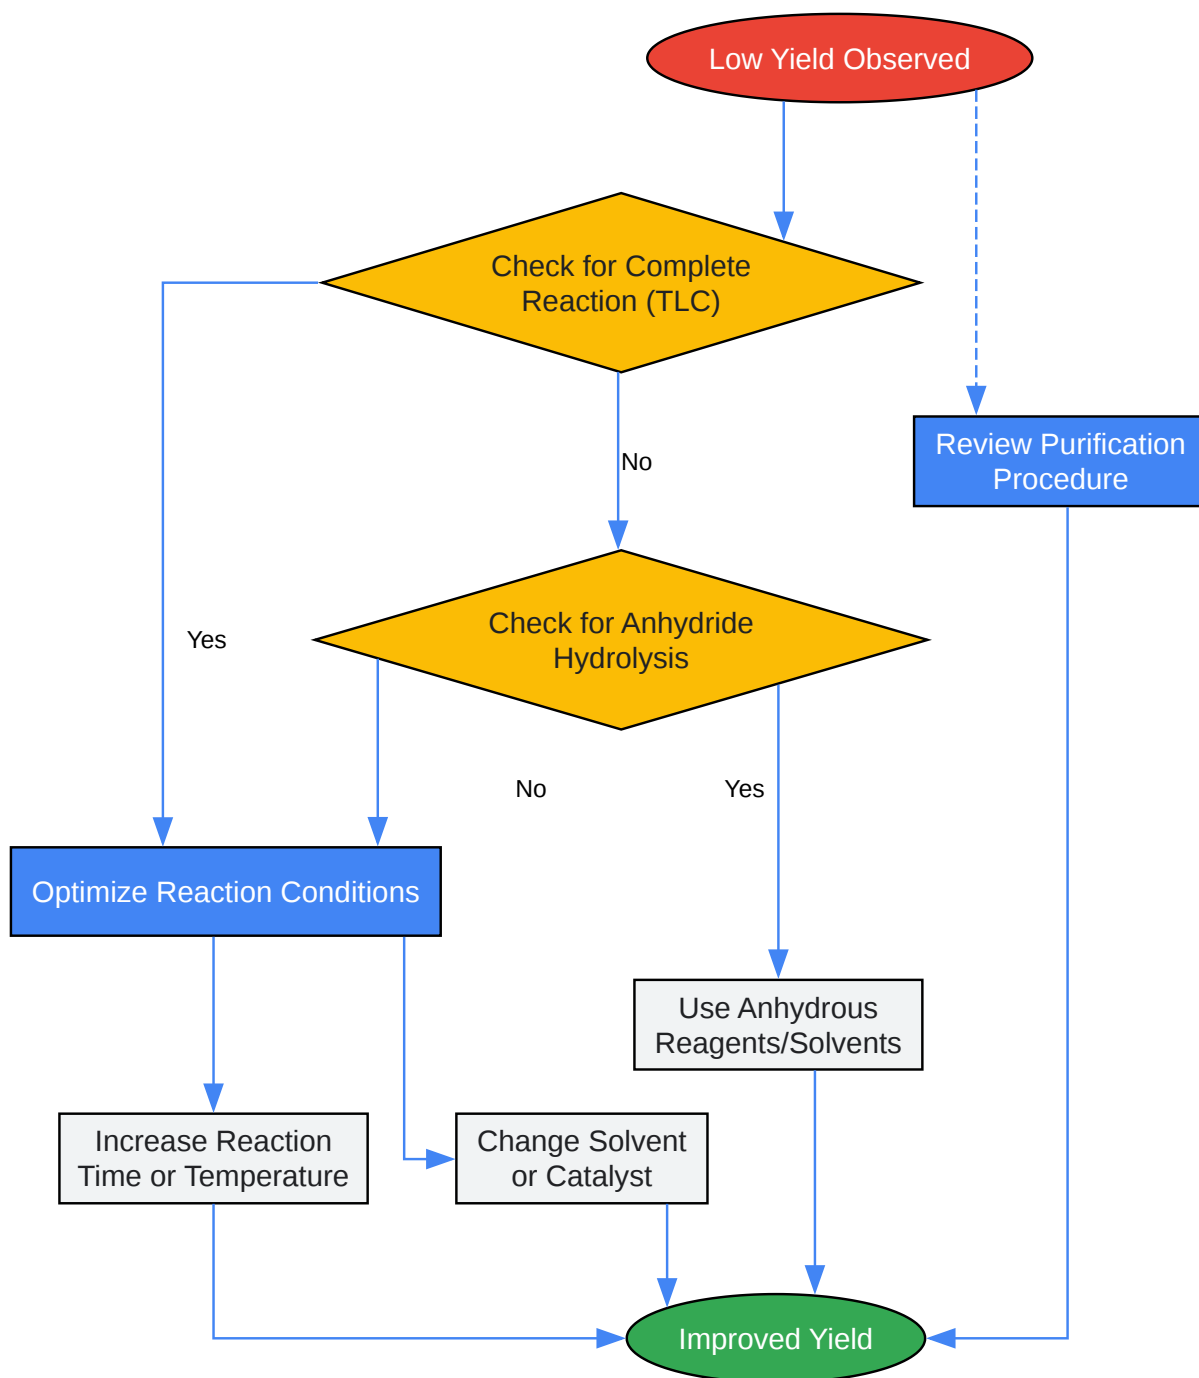 Low Yield Observed
Check for Complete
Reaction (TLC)
Review Purification
Procedure
No
Check for Anhydride
Hydrolysis
Yes
No
Yes
Optimize Reaction Conditions
Use Anhydrous
Reagents/Solvents
Increase Reaction
Time or Temperature
Change Solvent
or Catalyst
Improved Yield